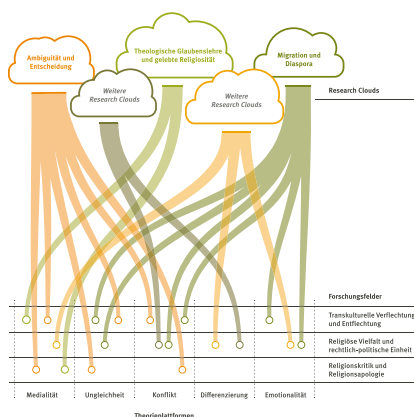 Ambiguität und
Entscheidung
Theologische Glaubenslehre
und gelebte Religiosität
Migration und
Diaspora
Weitere
Research Clouds
Weitere
Research Clouds
Research Clouds
Forschungsfelder
Transkulturelle Verflechtung
und Entflechtung
Religiöse Vielfalt und
rechtlich-politische Einheit
Religionskritik und
Religionsapologie
Medialität
Ungleichheit
Konflikt
Differenzierung
Emotionalität
Theorieplattformen